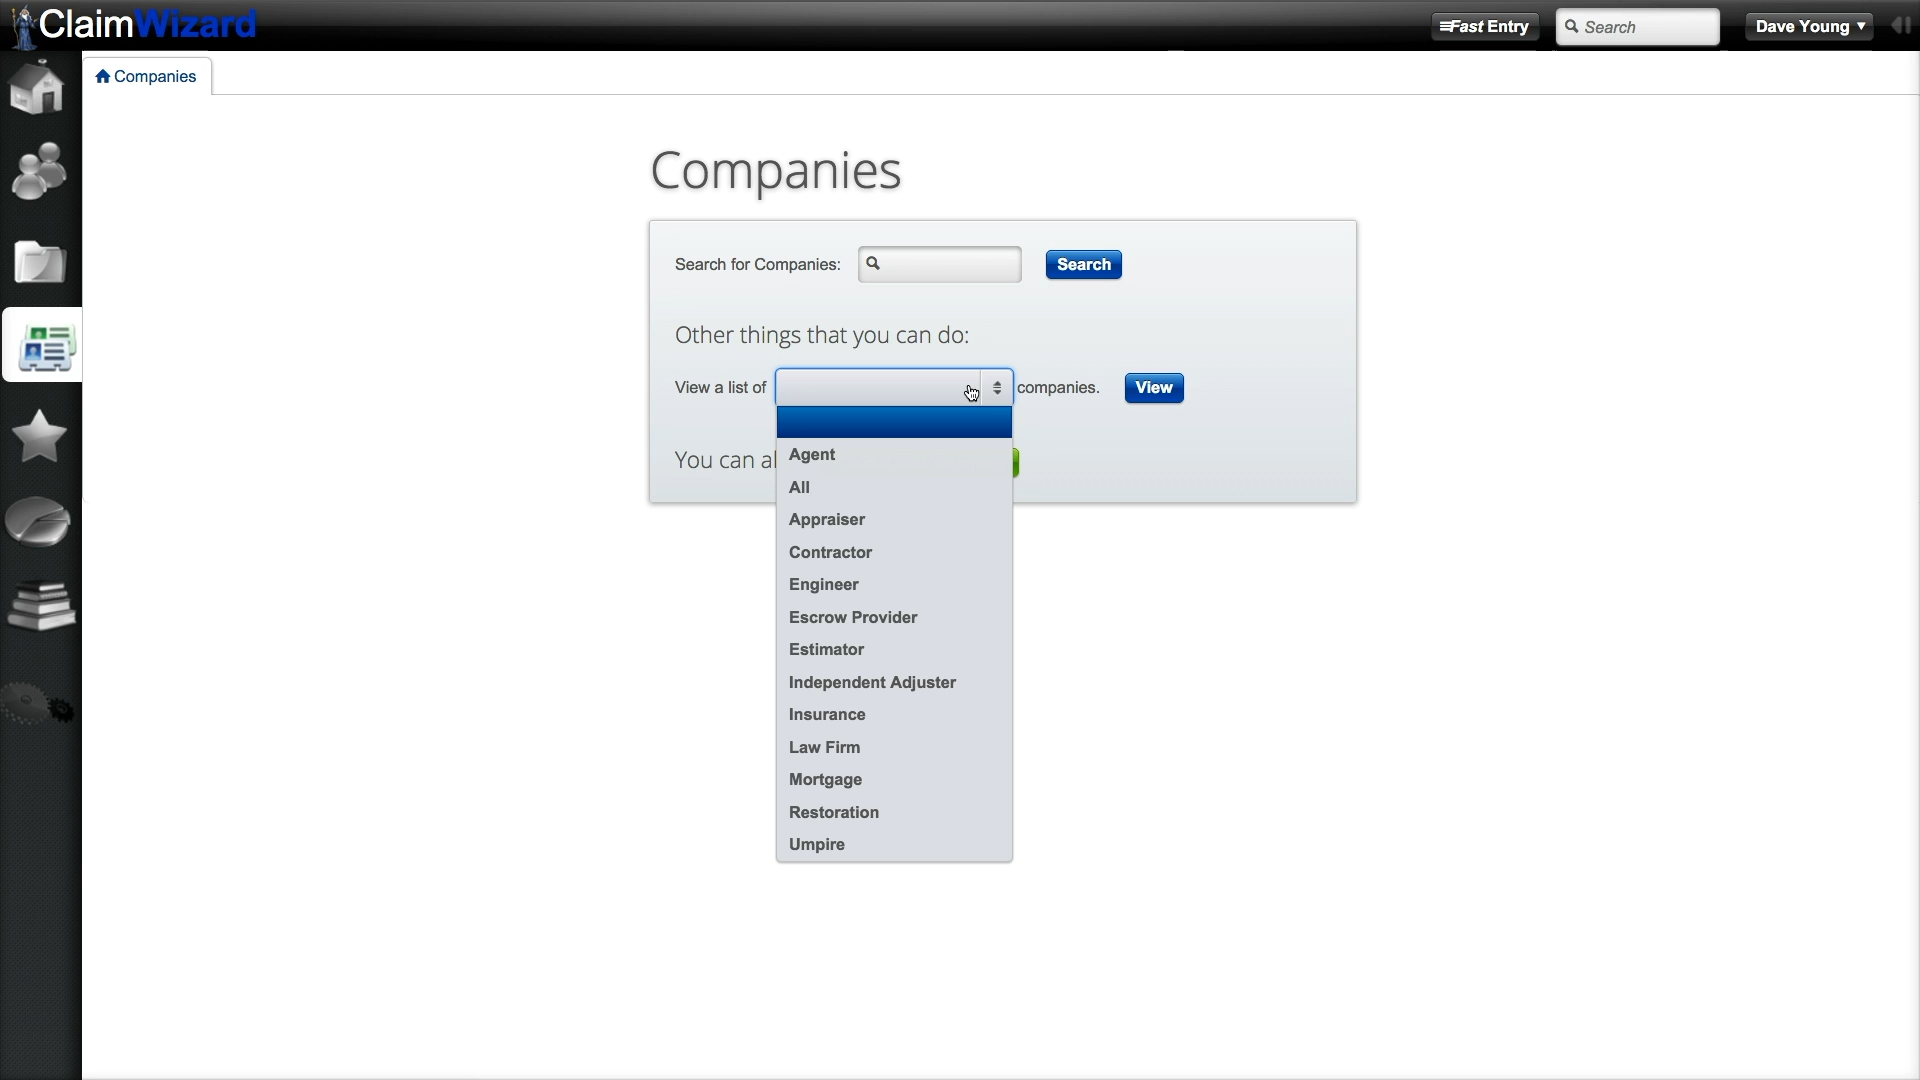 ClaimWizard
Fast Entry
Search
Dave Young ▼
Companies
Companies
Search for Companies:
Search
Other things that you can do:
View a list of
companies.
View
You can al
Agent
All
Appraiser
Contractor
Engineer
Escrow Provider
Estimator
Independent Adjuster
Insurance
Law Firm
Mortgage
Restoration
Umpire